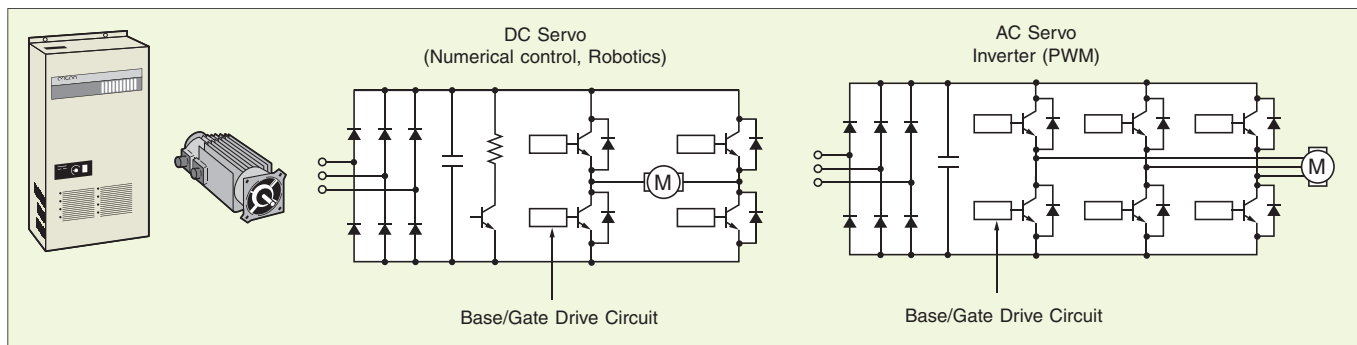 DC Servo
(Numerical control, Robotics)
M
Base/Gate Drive Circuit
AC Servo
Inverter (PWM)
M
Base/Gate Drive Circuit